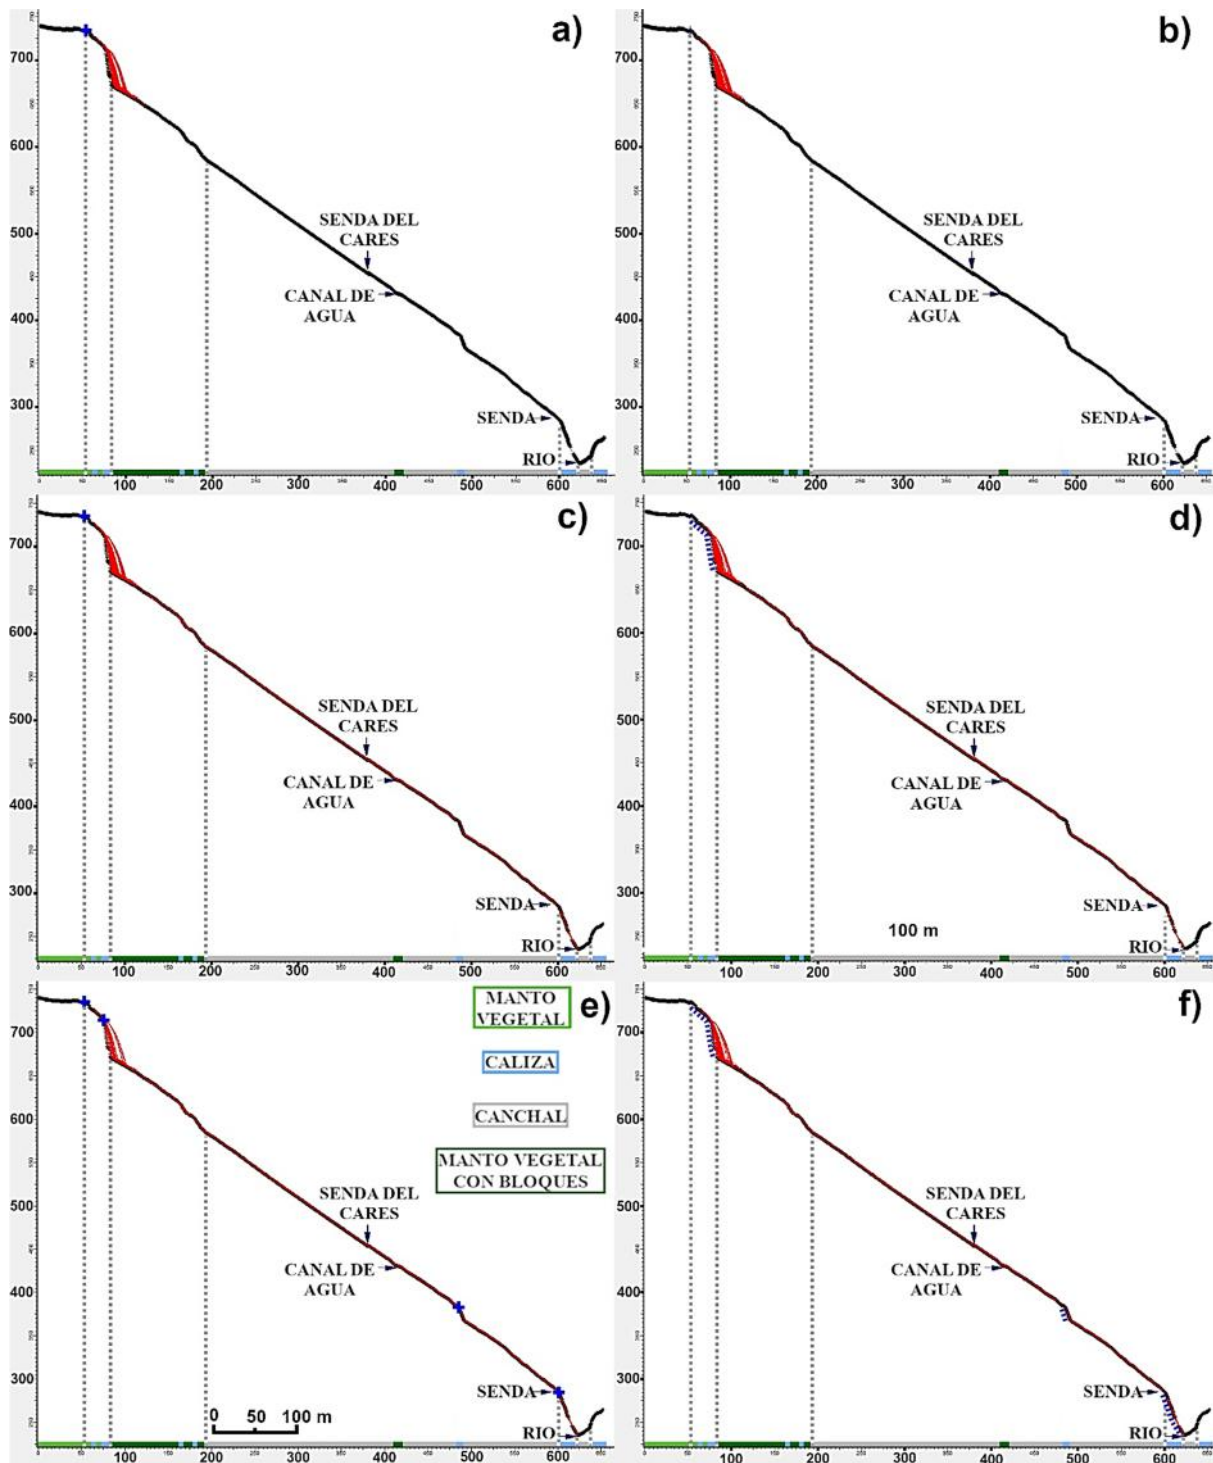 a)
700
600
500
400
300
SENDA DEL
CARES
CANAL DE
AGUA
SENDA
RIO
100
200
300
400
500
600
b)
700
600
500
400
300
SENDA DEL
CARES
CANAL DE
AGUA
SENDA
RIO
100
200
300
400
500
600
c)
700
600
500
400
300
SENDA DEL
CARES
CANAL DE
AGUA
SENDA
RIO
100
200
300
400
500
600
d)
700
600
500
400
300
SENDA DEL
CARES
CANAL DE
AGUA
SENDA
100 m
RIO
100
200
300
400
500
600
e)
MANTO
VEGETAL
CALIZA
CANCHAL
MANTO VEGETAL
CON BLOQUES
700
600
500
400
300
SENDA DEL
CARES
CANAL DE
AGUA
SENDA
0 50 100 m
RIO
100
200
300
400
500
600
f)
700
600
500
400
300
SENDA DEL
CARES
CANAL DE
AGUA
SENDA
RIO
100
200
300
400
500
600